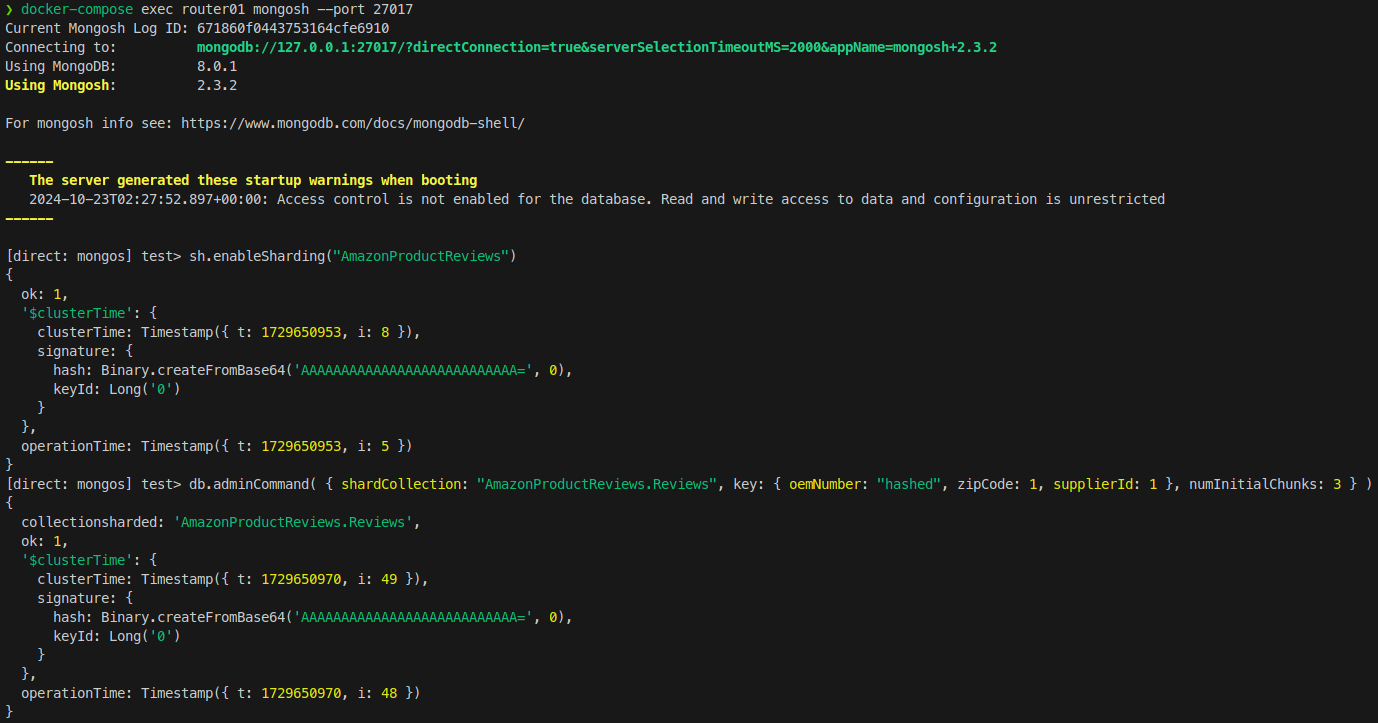 ❯ docker-compose exec router01 mongosh --port 27017
Current Mongosh Log ID: 671860f0443753164cfe6910
Connecting to:          mongodb://127.0.0.1:27017/?directConnection=true&serverSelectionTimeoutMS=2000&appName=mongosh+2.3.2
Using MongoDB:          8.0.1
Using Mongosh:          2.3.2

For mongosh info see: https://www.mongodb.com/docs/mongodb-shell/

------
   The server generated these startup warnings when booting
   2024-10-23T02:27:52.897+00:00: Access control is not enabled for the database. Read and write access to data and configuration is unrestricted
------

[direct: mongos] test> sh.enableSharding("AmazonProductReviews")
{
  ok: 1,
  '$clusterTime': {
    clusterTime: Timestamp({ t: 1729650953, i: 8 }),
    signature: {
      hash: Binary.createFromBase64('AAAAAAAAAAAAAAAAAAAAAAAAAAA=', 0),
      keyId: Long('0')
    }
  },
  operationTime: Timestamp({ t: 1729650953, i: 5 })
}
[direct: mongos] test> db.adminCommand( { shardCollection: "AmazonProductReviews.Reviews", key: { oemNumber: "hashed", zipCode: 1, supplierId: 1 }, numInitialChunks: 3 } )
{
  collectionsharded: 'AmazonProductReviews.Reviews',
  ok: 1,
  '$clusterTime': {
    clusterTime: Timestamp({ t: 1729650970, i: 49 }),
    signature: {
      hash: Binary.createFromBase64('AAAAAAAAAAAAAAAAAAAAAAAAAAA=', 0),
      keyId: Long('0')
    }
  },
  operationTime: Timestamp({ t: 1729650970, i: 48 })
}